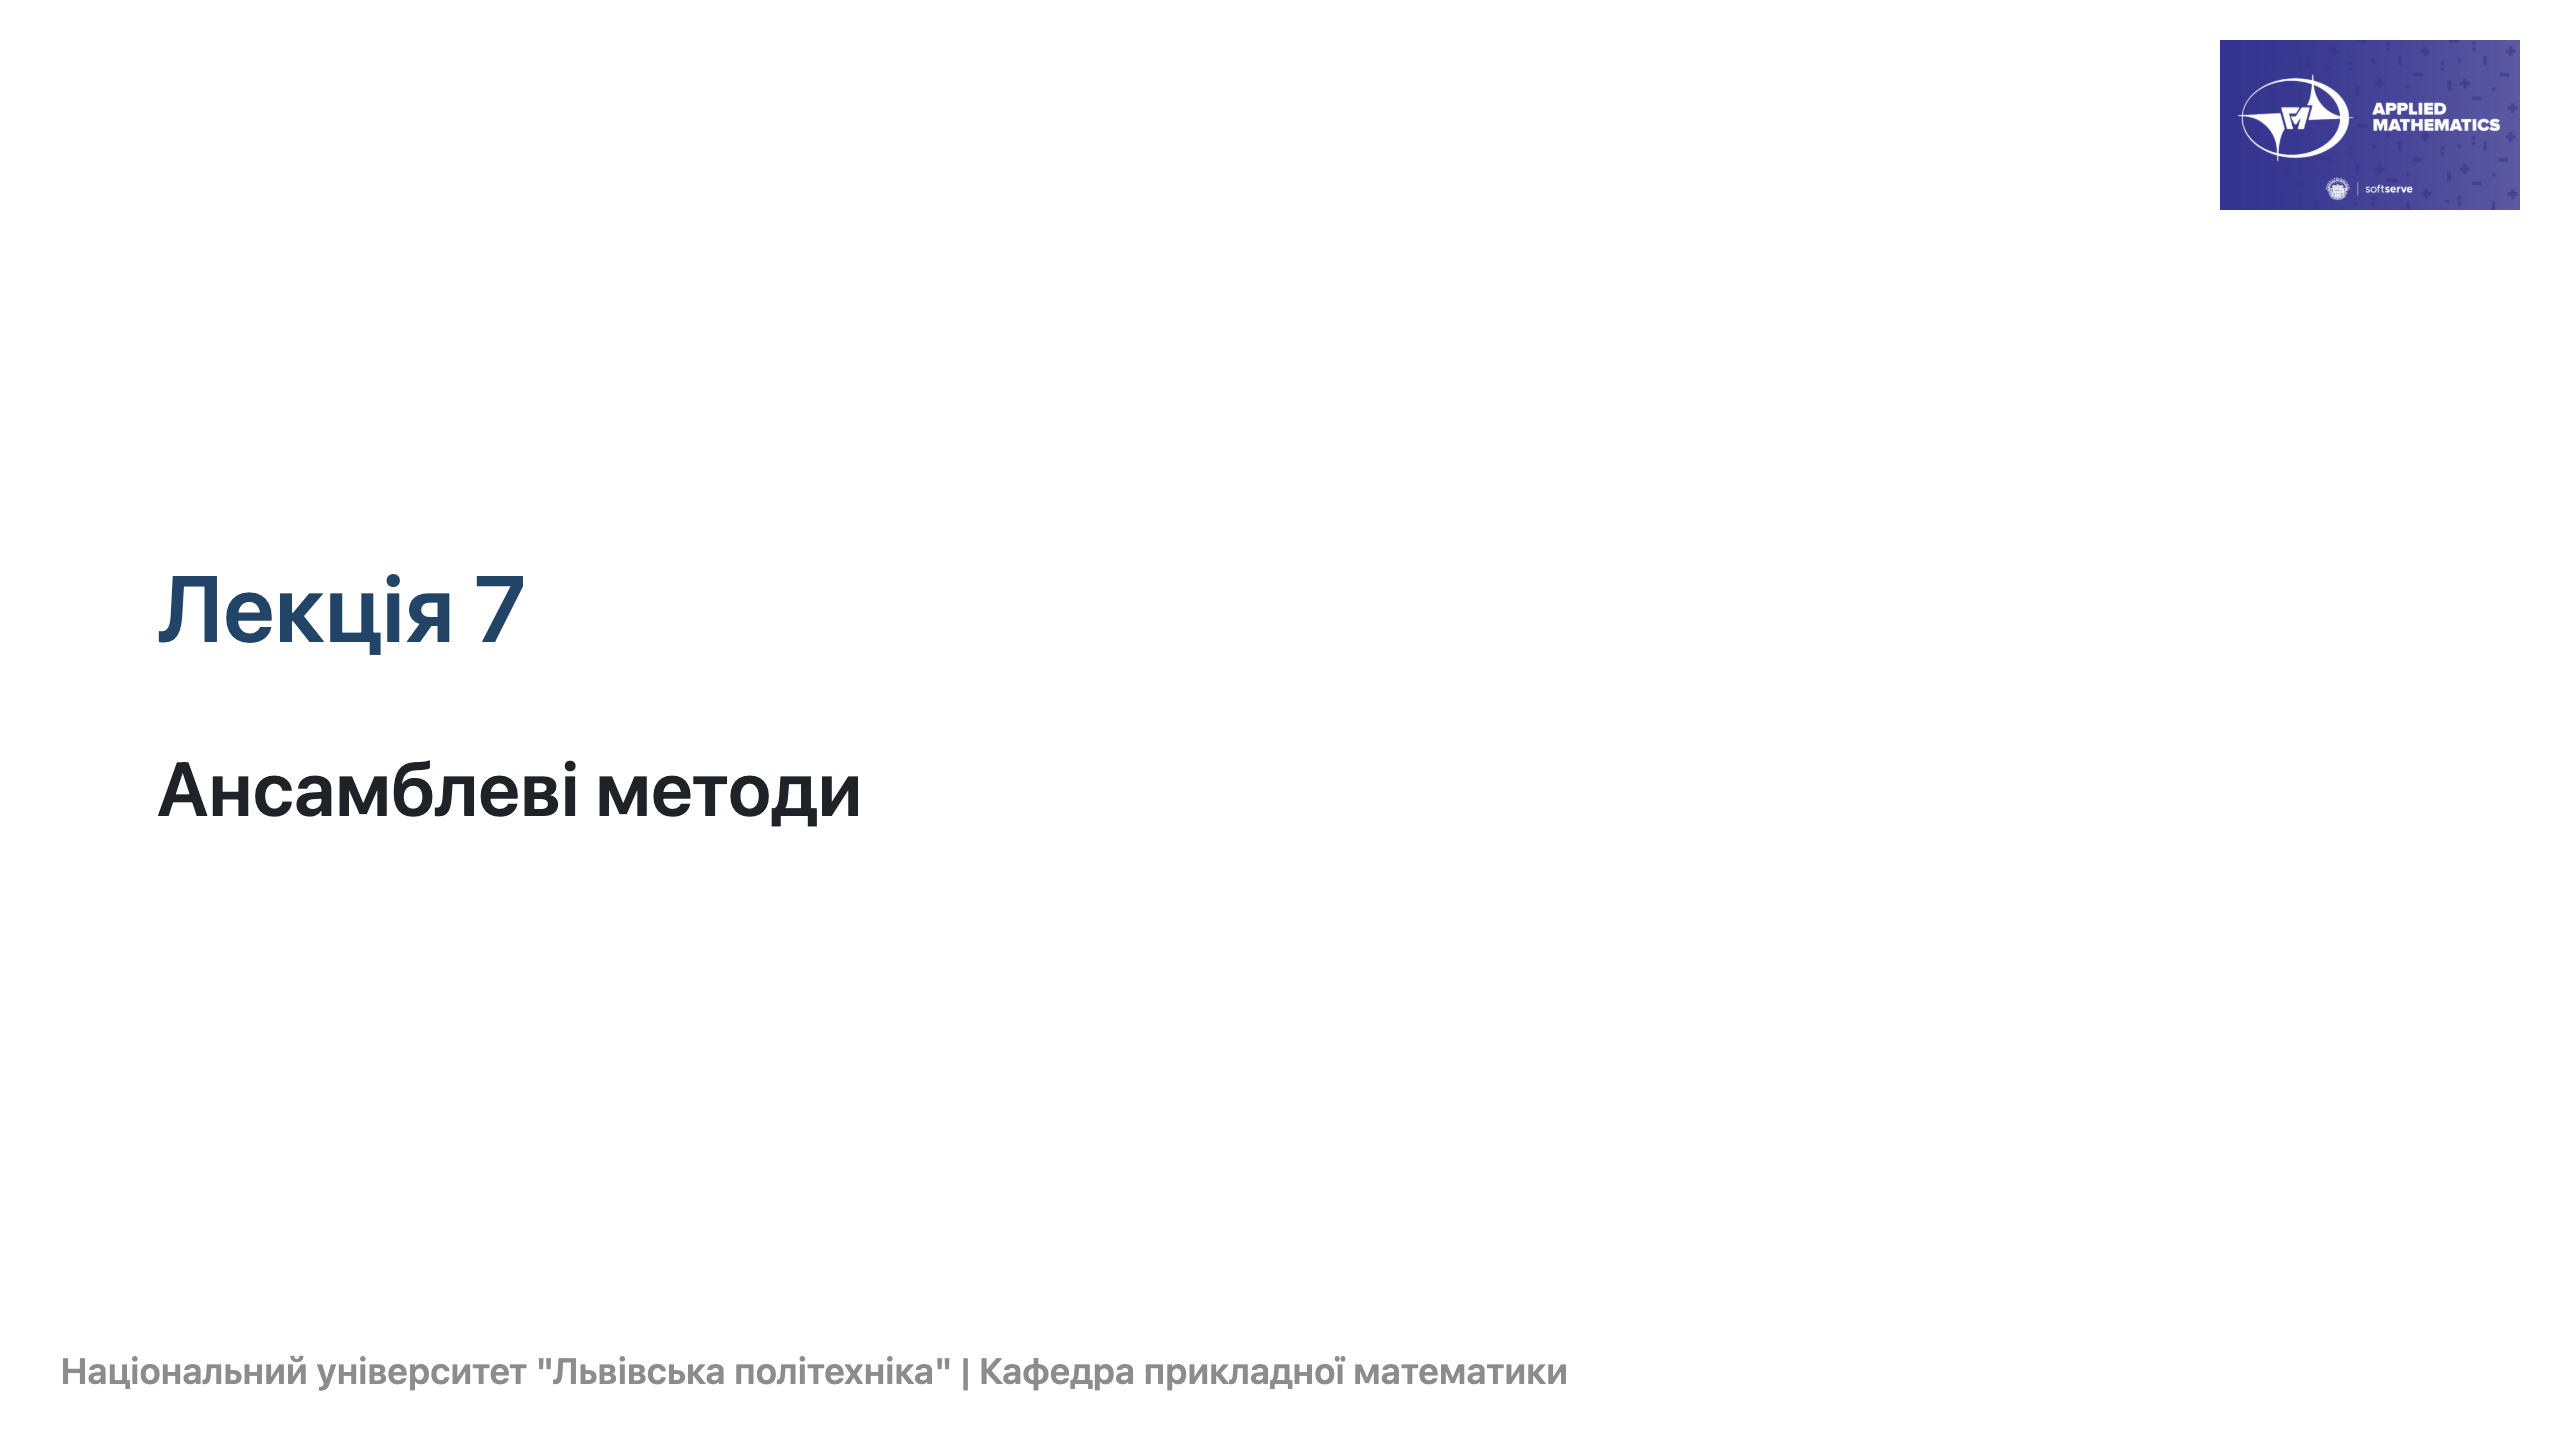 APPLIED
MATHEMATICS
softserve
Лекція 7
Ансамблеві методи
Національний університет "Львівська політехніка" | Кафедра прикладної математики